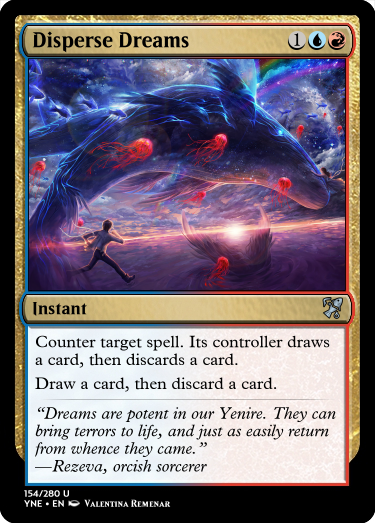 Disperse Dreams 1
Instant
Counter target spell. Its controller draws
a card, then discards a card.
Draw a card, then discard a card.
“Dreams are potent in our Yenire. They can
bring terrors to life, and just as easily return
from whence they came.”
—Rezeva, orcish sorcerer
154/280 U
YNE • EN Valentina Remenar